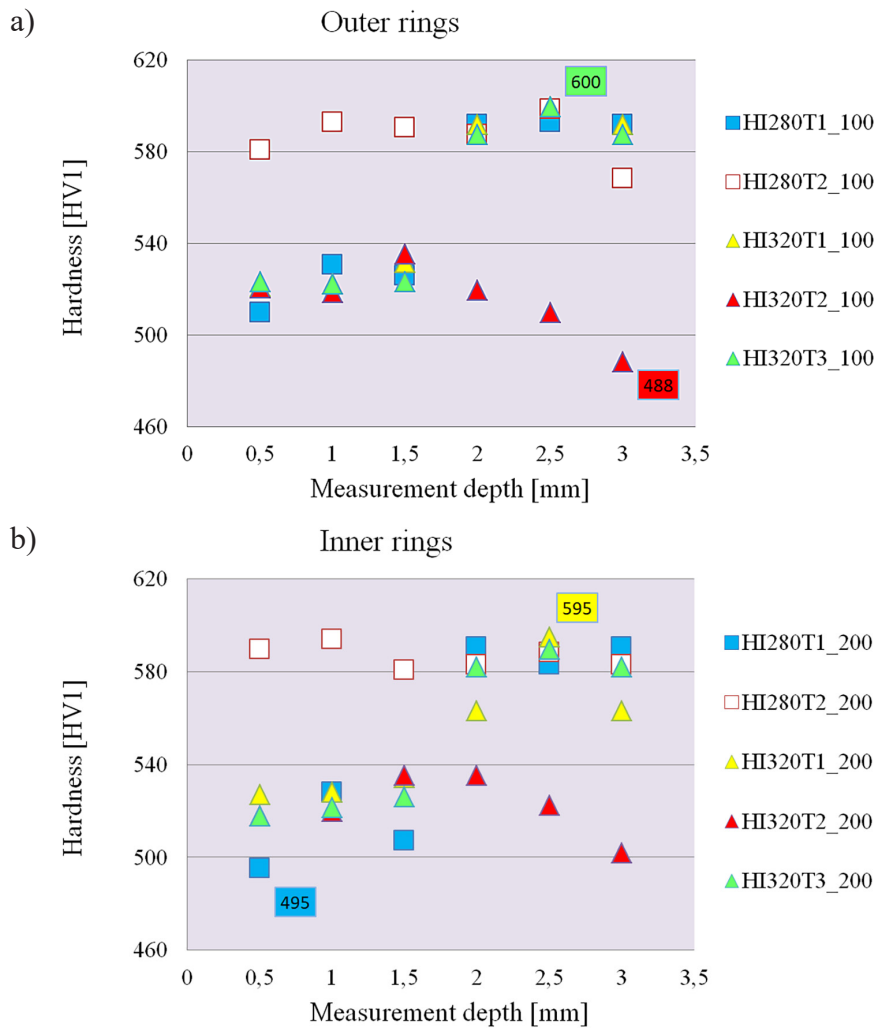 a)
Outer rings
620
580
540
500
460
Hardness [HV1]
600
488
0
0,5
1
1,5
2
2,5
3
3,5
Measurement depth [mm]
HI280T1_100
HI280T2_100
HI320T1_100
HI320T2_100
HI320T3_100
b)
Inner rings
620
580
540
500
460
Hardness [HV1]
595
495
0
0,5
1
1,5
2
2,5
3
3,5
Measurement depth [mm]
HI280T1_200
HI280T2_200
HI320T1_200
HI320T2_200
HI320T3_200